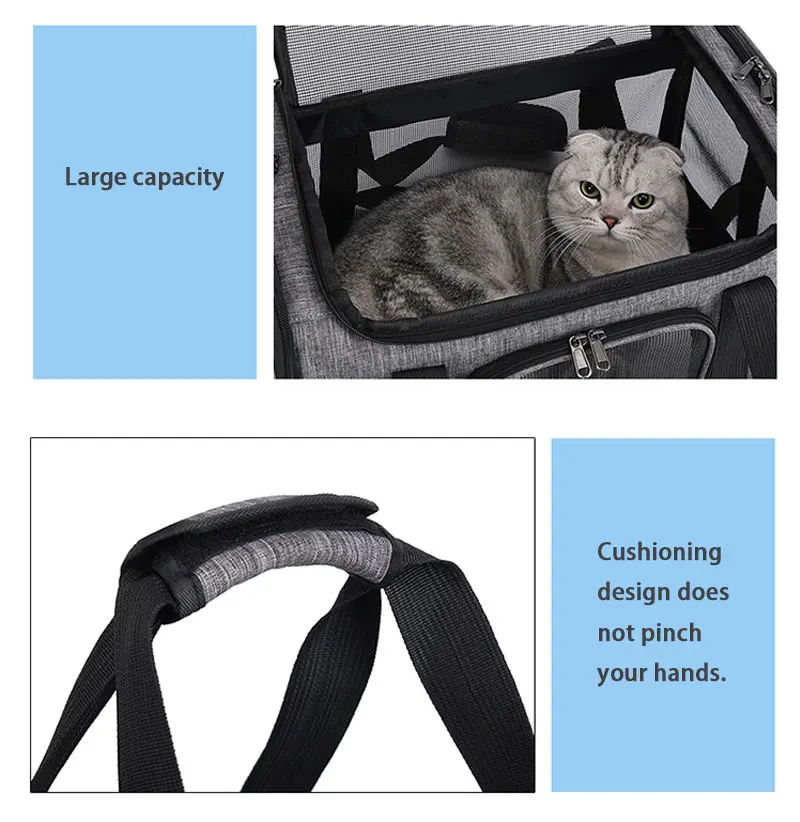 Large capacity
Cushioning
design does
not pinch
your hands.